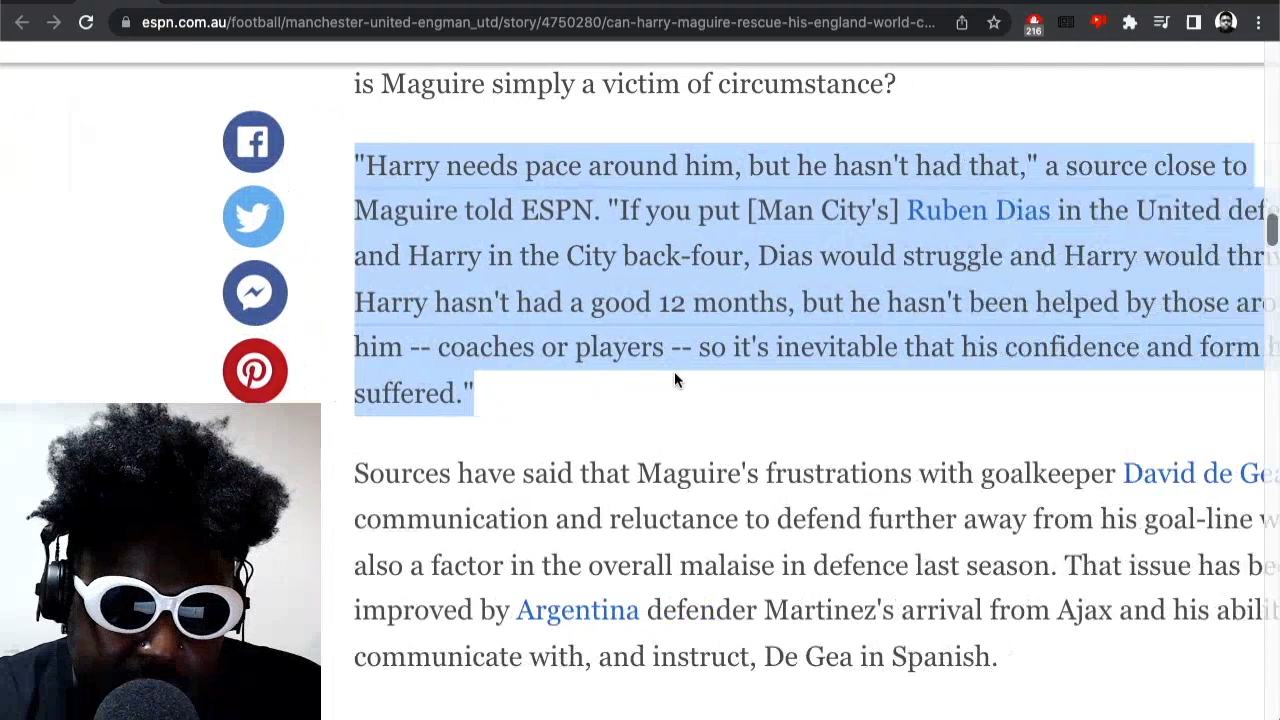 espn.com.au/football/manchester-united-engman_utd/story/4750280/can-harry-maguire-rescue-his-england-world-c...
216
is Maguire simply a victim of circumstance?
"Harry needs pace around him, but he hasn't had that," a source close to
Maguire told ESPN. "If you put [Man City's] Ruben Dias in the United
and Harry in the City back-four, Dias would struggle and Harry would
Harry hasn't had a good 12 months, but he hasn't been helped by those
him -- coaches or players -- so it's inevitable that his confidence and form
suffered."
Sources have said that Maguire's frustrations with goalkeeper David de Gea
communication and reluctance to defend further away from his goal-line
also a factor in the overall malaise in defence last season. That issue has
improved by Argentina defender Martinez's arrival from Ajax and his
communicate with, and instruct, De Gea in Spanish.